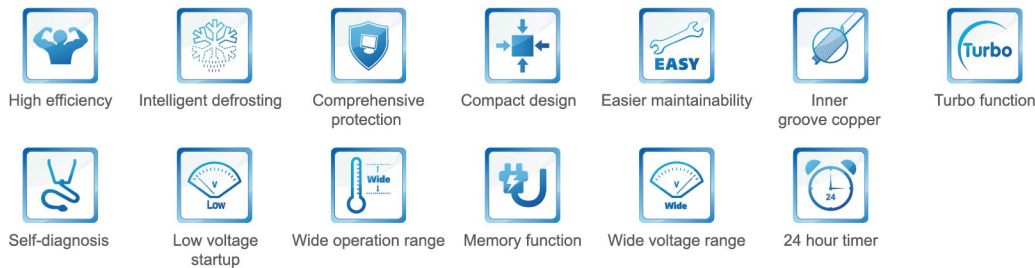 EASY
Turbo
High efficiency
Intelligent defrosting
Comprehensive
protection
Compact design
Easier maintainability
Inner
groove copper
Turbo function
V
Low
Wide
V
Wide
24
Self-diagnosis
Low voltage
startup
Wide operation range
Memory function
Wide voltage range
24 hour timer